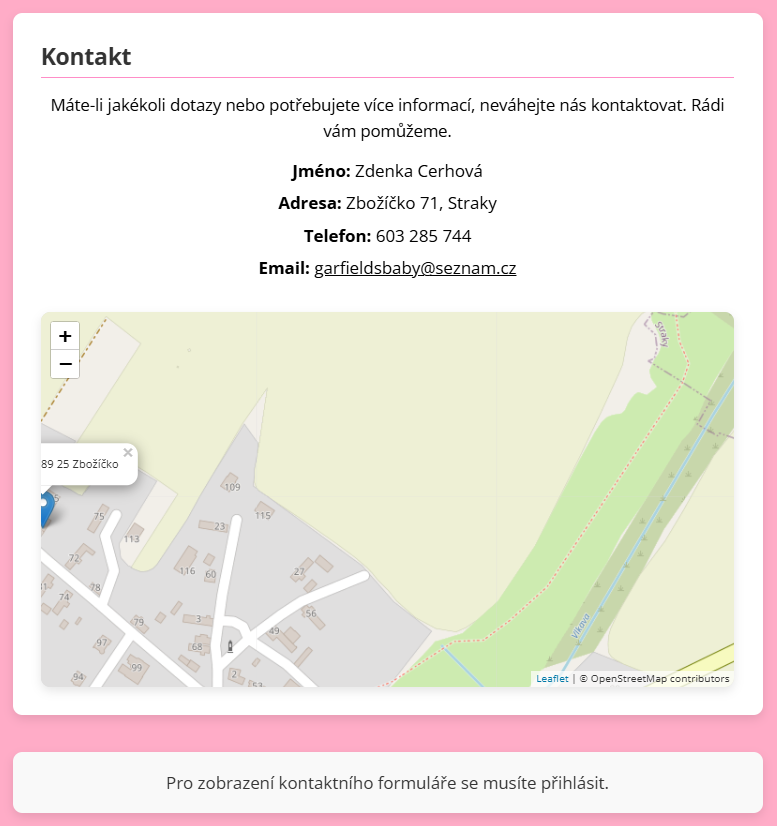 Kontakt
Máte-li jakékoli dotazy nebo potřebujete více informací, neváhejte nás kontaktovat. Rádi
vám pomůžeme.
Jméno: Zdenka Cerhová
Adresa: Zbožíčko 71, Straky
Telefon: 603 285 744
Email: garfieldsbaby@seznam.cz
+
−
Straky
×
89 25 Zbožíčko
109
115
75
23
113
72
116
60
27
78
74
56
79
3
49
97
68
99
94
2
53
Vlkava
Leaflet | © OpenStreetMap contributors
Pro zobrazení kontaktního formuláře se musíte přihlásit.